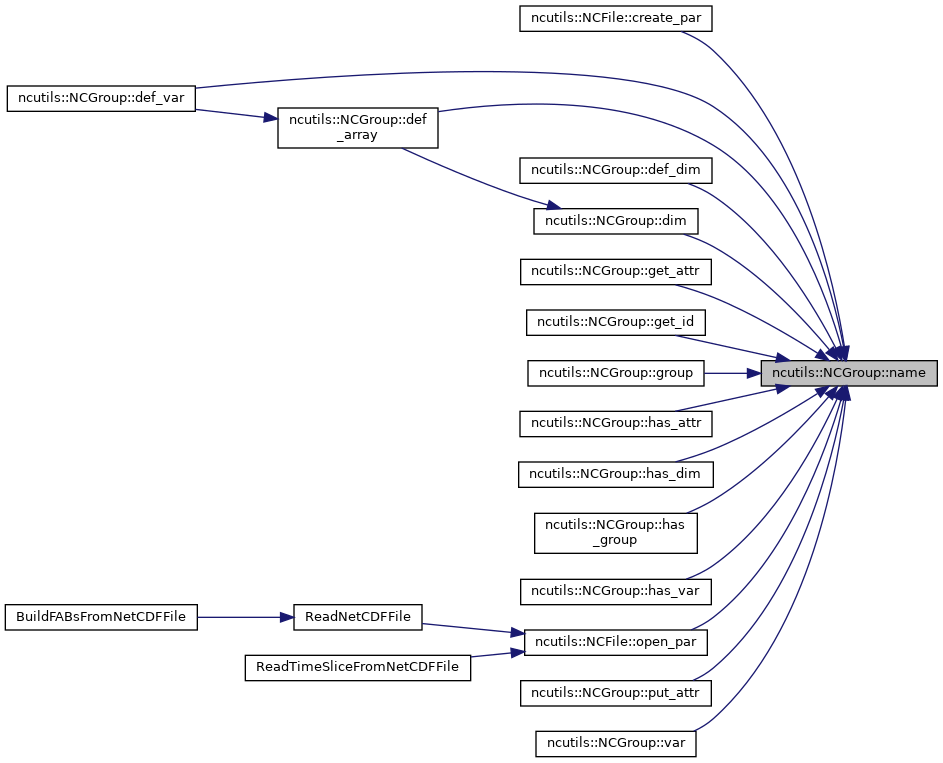 ncutils::NCFile::create_par
ncutils::NCGroup::def_var
ncutils::NCGroup::def
_array
ncutils::NCGroup::def_dim
ncutils::NCGroup::dim
ncutils::NCGroup::get_attr
ncutils::NCGroup::get_id
ncutils::NCGroup::group
ncutils::NCGroup::name
ncutils::NCGroup::has_attr
ncutils::NCGroup::has_dim
ncutils::NCGroup::has
_group
ncutils::NCGroup::has_var
BuildFABsFromNetCDFFile
ReadNetCDFFile
ncutils::NCFile::open_par
ReadTimeSliceFromNetCDFFile
ncutils::NCGroup::put_attr
ncutils::NCGroup::var